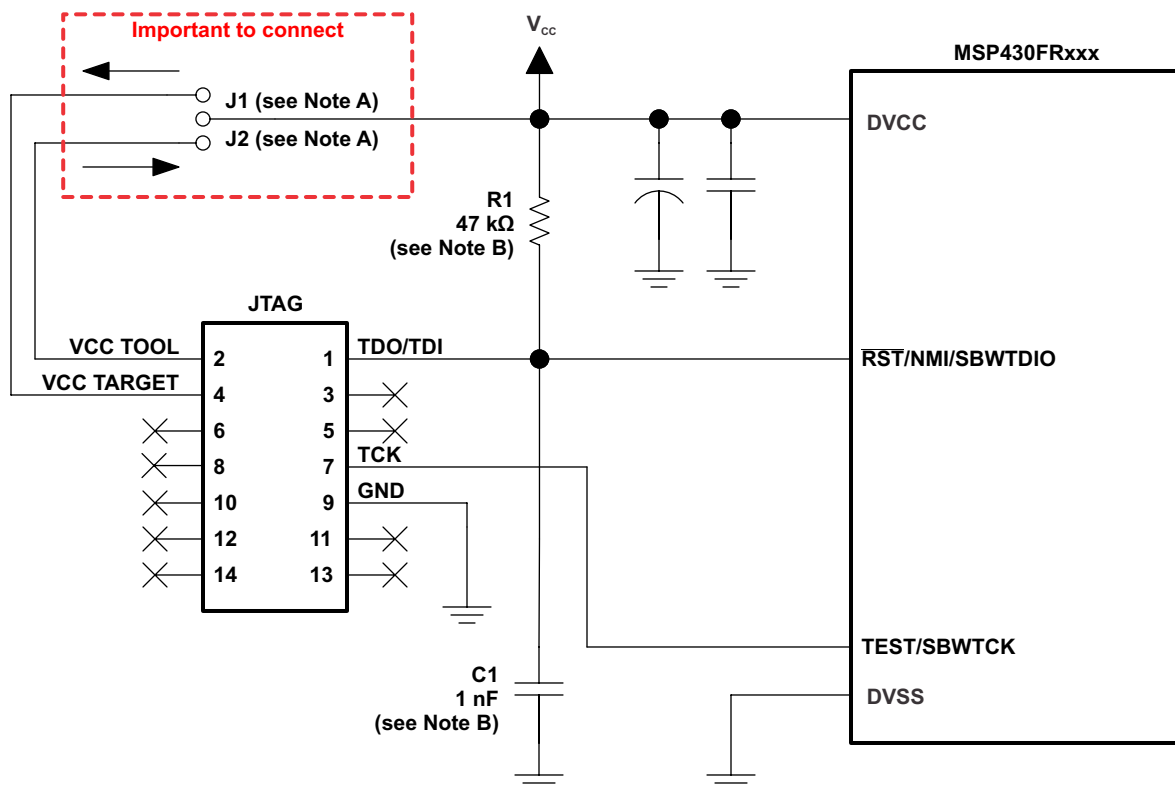 Important to connect
J1 (see Note A)
J2 (see Note A)
VCC
MSP430FRxxx
DVCC
R1
47 kΩ
(see Note B)
JTAG
VCC TOOL
2
1
TDO/TDI
RST/NMI/SBWTDIO
VCC TARGET
4
3
6
5
8
7
TCK
10
9
GND
12
11
14
13
TEST/SBWTCK
C1
1 nF
(see Note B)
DVSS